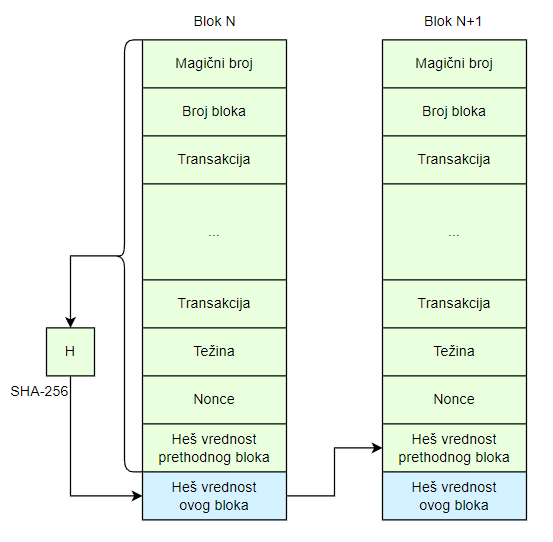 Blok N
Magični broj
Broj bloka
Transakcija
...
Transakcija
Težina
Nonce
Heš vrednost
prethodnog bloka
Heš vrednost
ovog bloka
H
SHA-256
Blok N+1
Magični broj
Broj bloka
Transakcija
...
Transakcija
Težina
Nonce
Heš vrednost
prethodnog bloka
Heš vrednost
ovog bloka